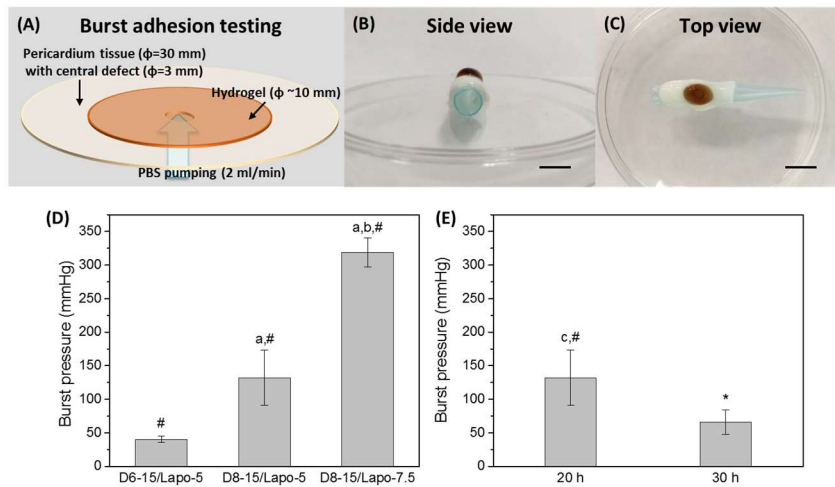 (A) Burst adhesion testing
Pericardium tissue (ϕ=30 mm)
with central defect (ϕ=3 mm)
Hydrogel (ϕ ~10 mm)
PBS pumping (2 ml/min)
(B) Side view
(C) Top view
(D)
Burst pressure (mmHg)
350
300
250
200
150
100
50
0
#
a,#
a,b,#
D6-15/Lapo-5 D8-15/Lapo-5 D8-15/Lapo-7.5
(E)
Burst pressure (mmHg)
350
300
250
200
150
100
50
0
c,#
*
20 h 30 h